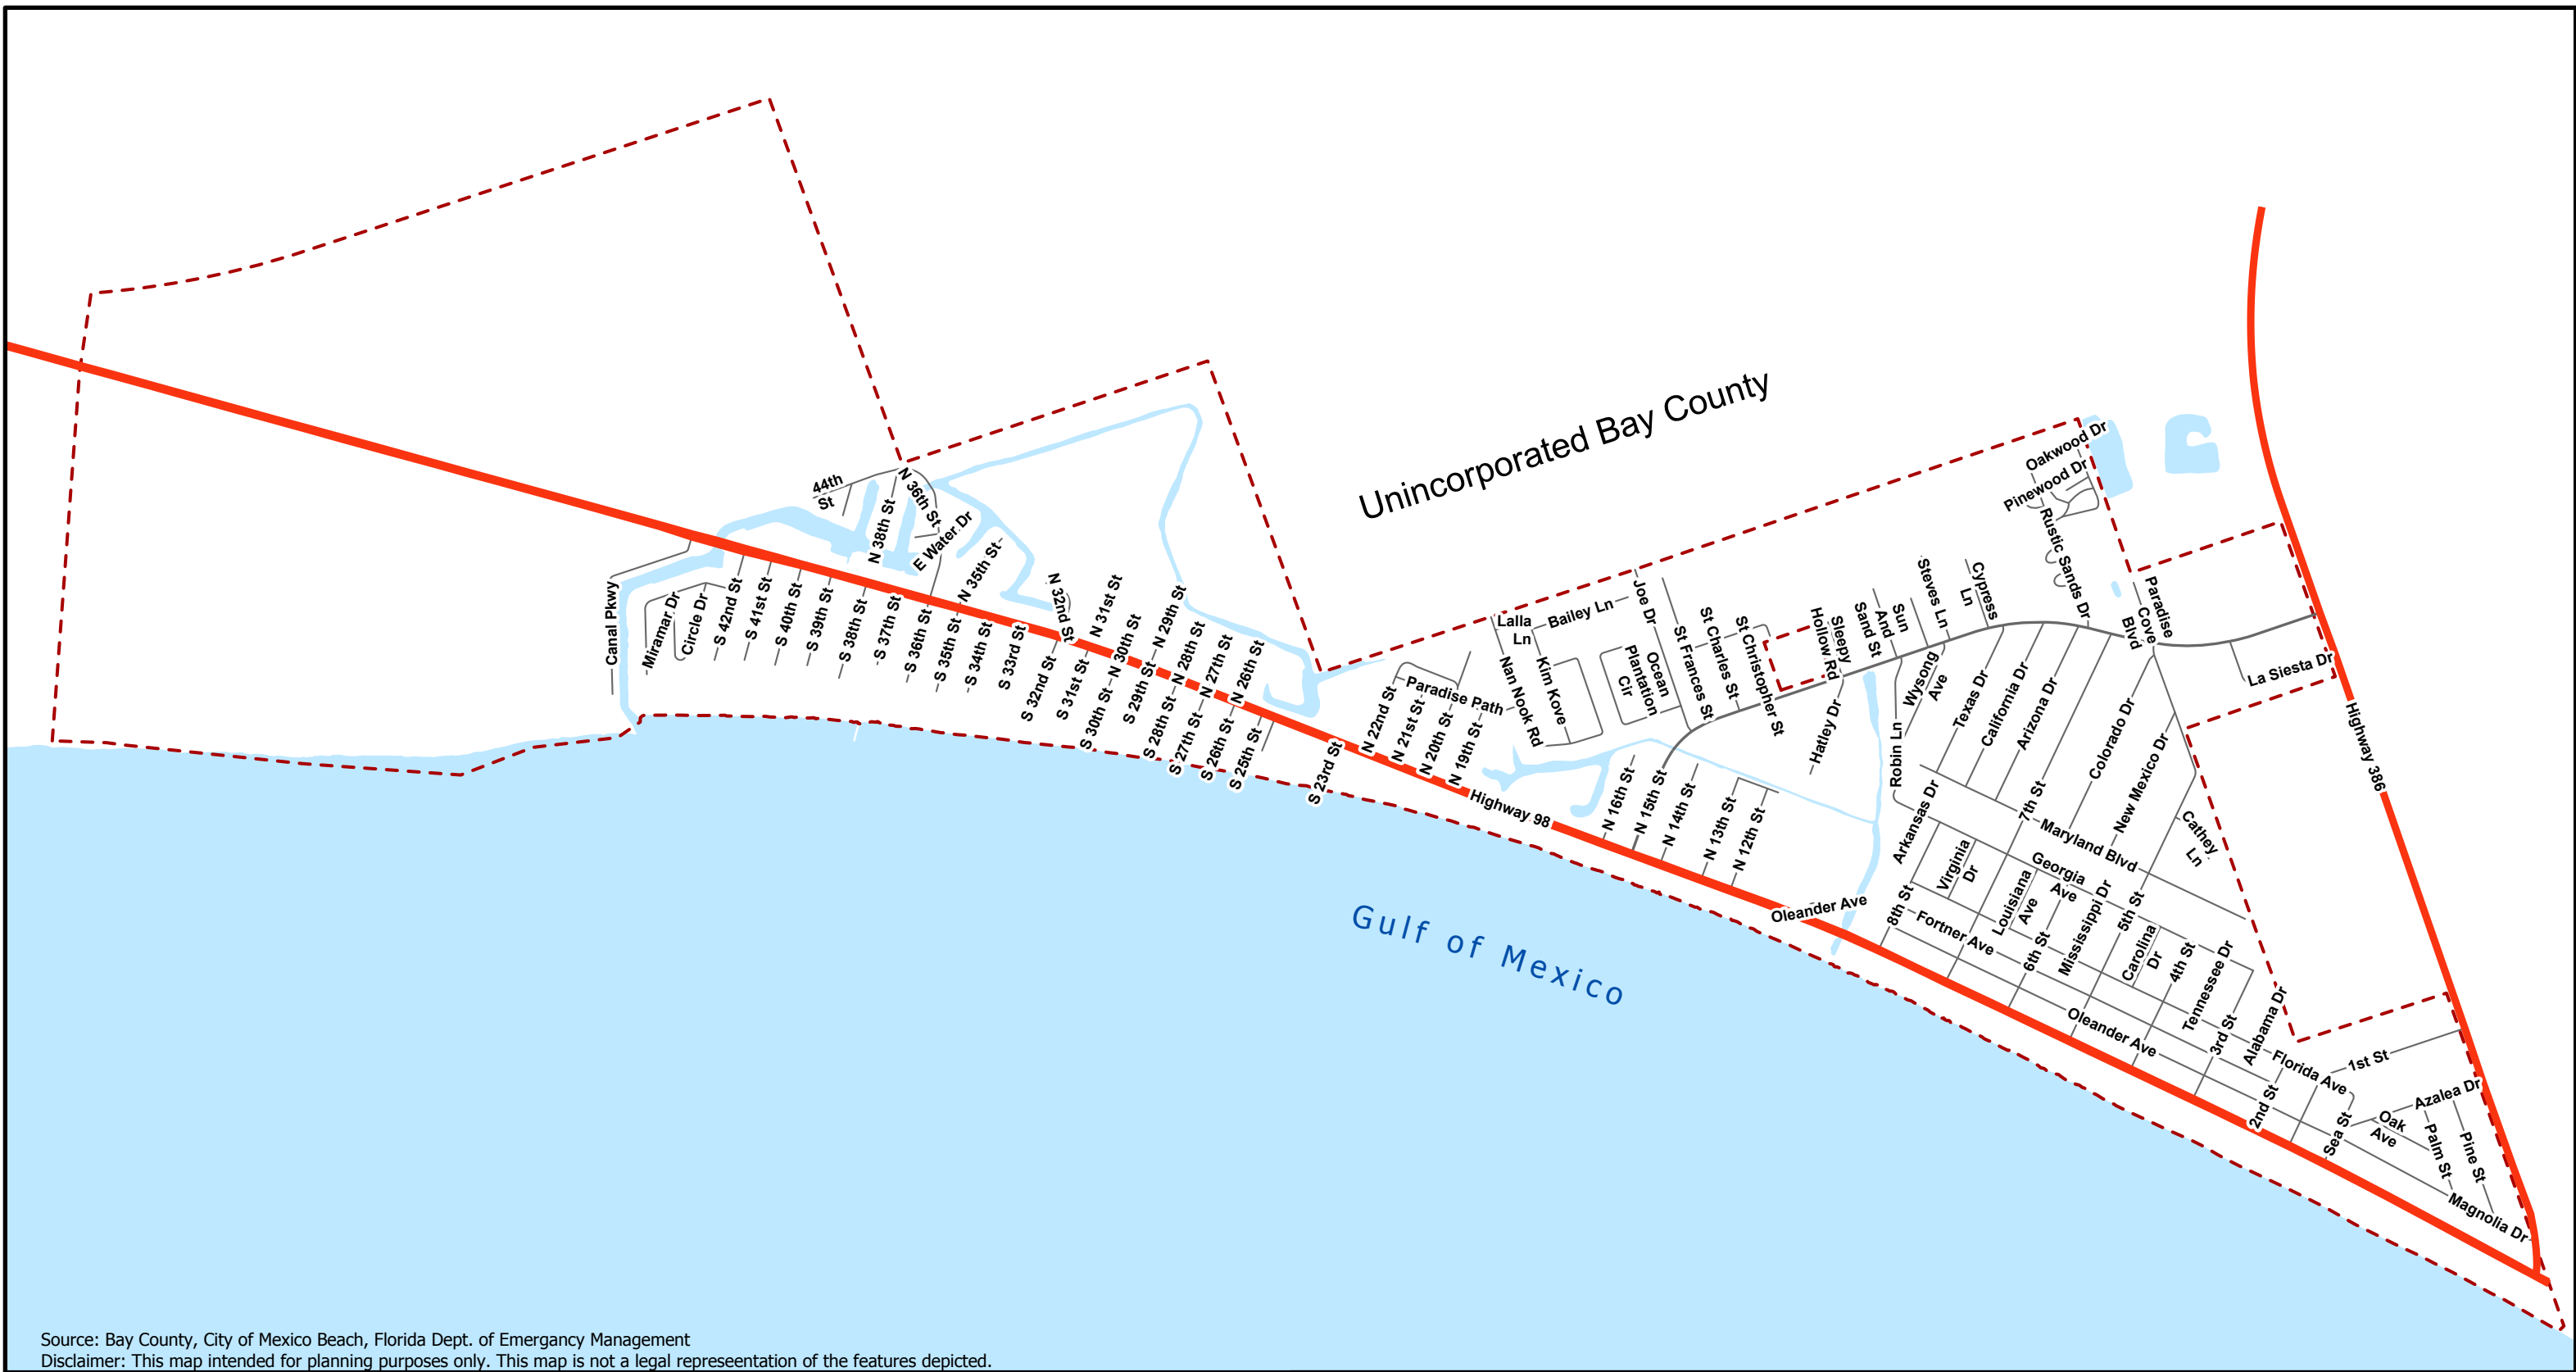 Unincorporated Bay County
44th
St
N 36th St
N 38th St
E Water Dr
N 35th St
Canal Pkwy
Miramar Dr
Circle Dr
S 42nd St
S 41st St
S 40th St
S 39th St
S 38th St
S 37th St
S 36th St
S 35th St
S 34th St
S 33rd St
N 32nd St
S 32nd St
N 31st St
S 31st St
N 30th St
S 30th St
N 29th St
S 29th St
N 28th St
S 28th St
N 27th St
S 27th St
N 26th St
S 26th St
S 25th St
S 23rd St
N 22nd St
N 21st St
N 20th St
N 19th St
Paradise Path
Lalla
Ln
Bailey Ln
Nan Nook Rd
Kim Kove
Joe Dr
Ocean
Plantation
Cir
St Frances St
St Charles St
St Christopher St
Sleepy
Hollow Rd
Sun
And
Sand St
Steves Ln
Cypress
Ln
Oakwood Dr
Pinewood Dr
Rustic Sands Dr
Paradise
Cove
Blvd
La Siesta Dr
Highway 386
Highway 98
N 16th St
N 15th St
N 14th St
N 13th St
N 12th St
Hatley Dr
Robin Ln
Wysong
Ave
Texas Dr
California Dr
Arizona Dr
Colorado Dr
New Mexico Dr
Cathey
Ln
Arkansas Dr
7th St
Maryland Blvd
Virginia
Dr
Georgia
Ave
Louisiana
Ave
Mississippi Dr
5th St
8th St
Fortner Ave
6th St
Carolina
Dr
4th St
Tennessee Dr
Oleander Ave
Oleander Ave
3rd St
Alabama Dr
Florida Ave
1st St
2nd St
Sea St
Azalea Dr
Oak
Ave
Palm St
Pine St
Magnolia Dr
Gulf of Mexico
Source: Bay County, City of Mexico Beach, Florida Dept. of Emergancy Management
Disclaimer: This map intended for planning purposes only. This map is not a legal represeentation of the features depicted.